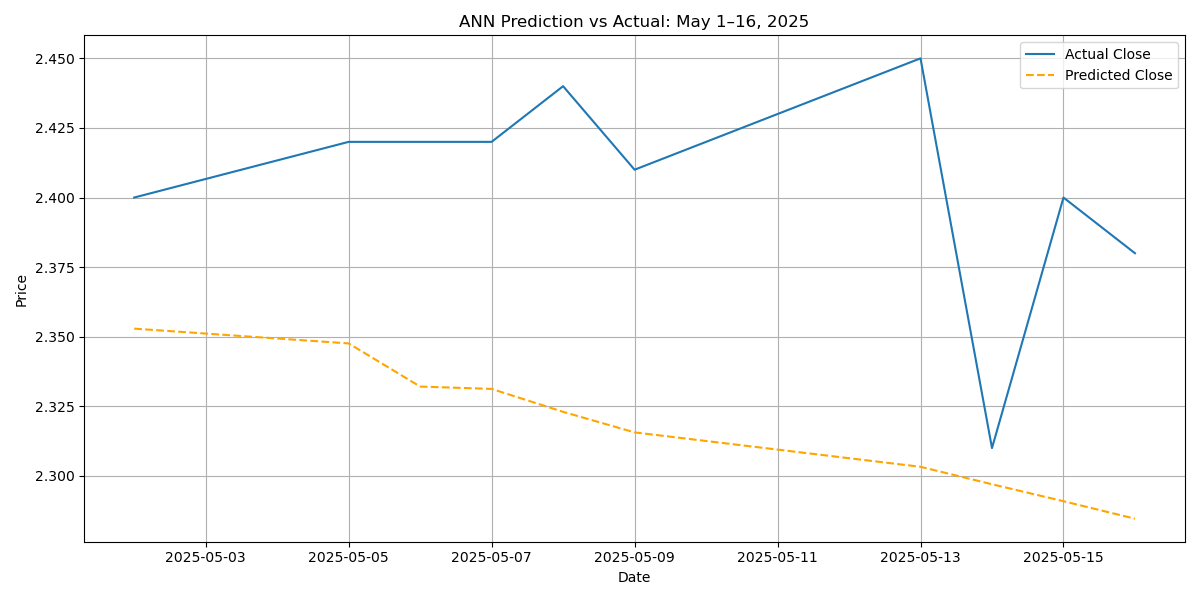 ANN Prediction vs Actual: May 1–16, 2025
Actual Close
Predicted Close
2.450
2.425
2.400
2.375
2.350
2.325
2.300
Price
2025-05-03
2025-05-05
2025-05-07
2025-05-09
2025-05-11
2025-05-13
2025-05-15
Date